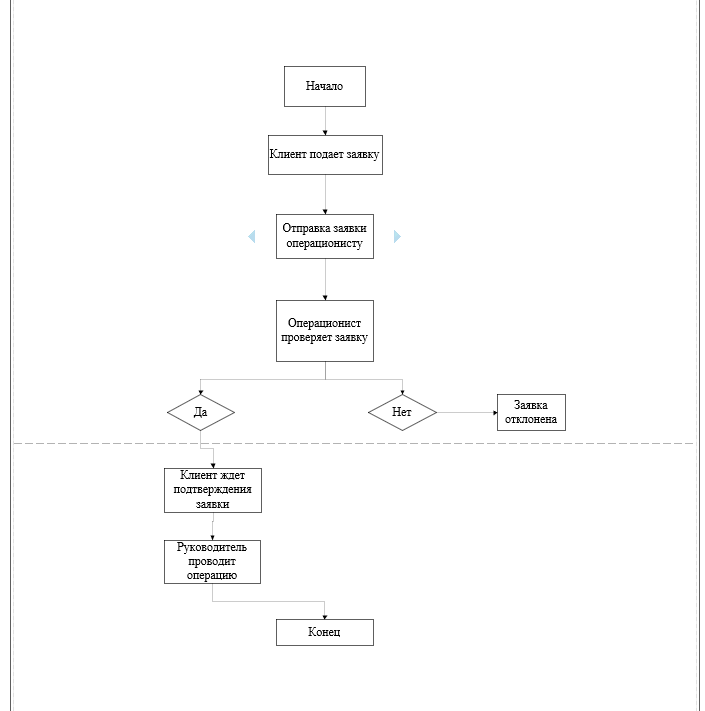 Начало
Клиент подает заявку
Отправка заявки
операционисту
Операционист
проверяет заявку
Да
Нет
Заявка
отклонена
Клиент ждет
подтверждения
заявки
Руководитель
проводит
операцию
Конец